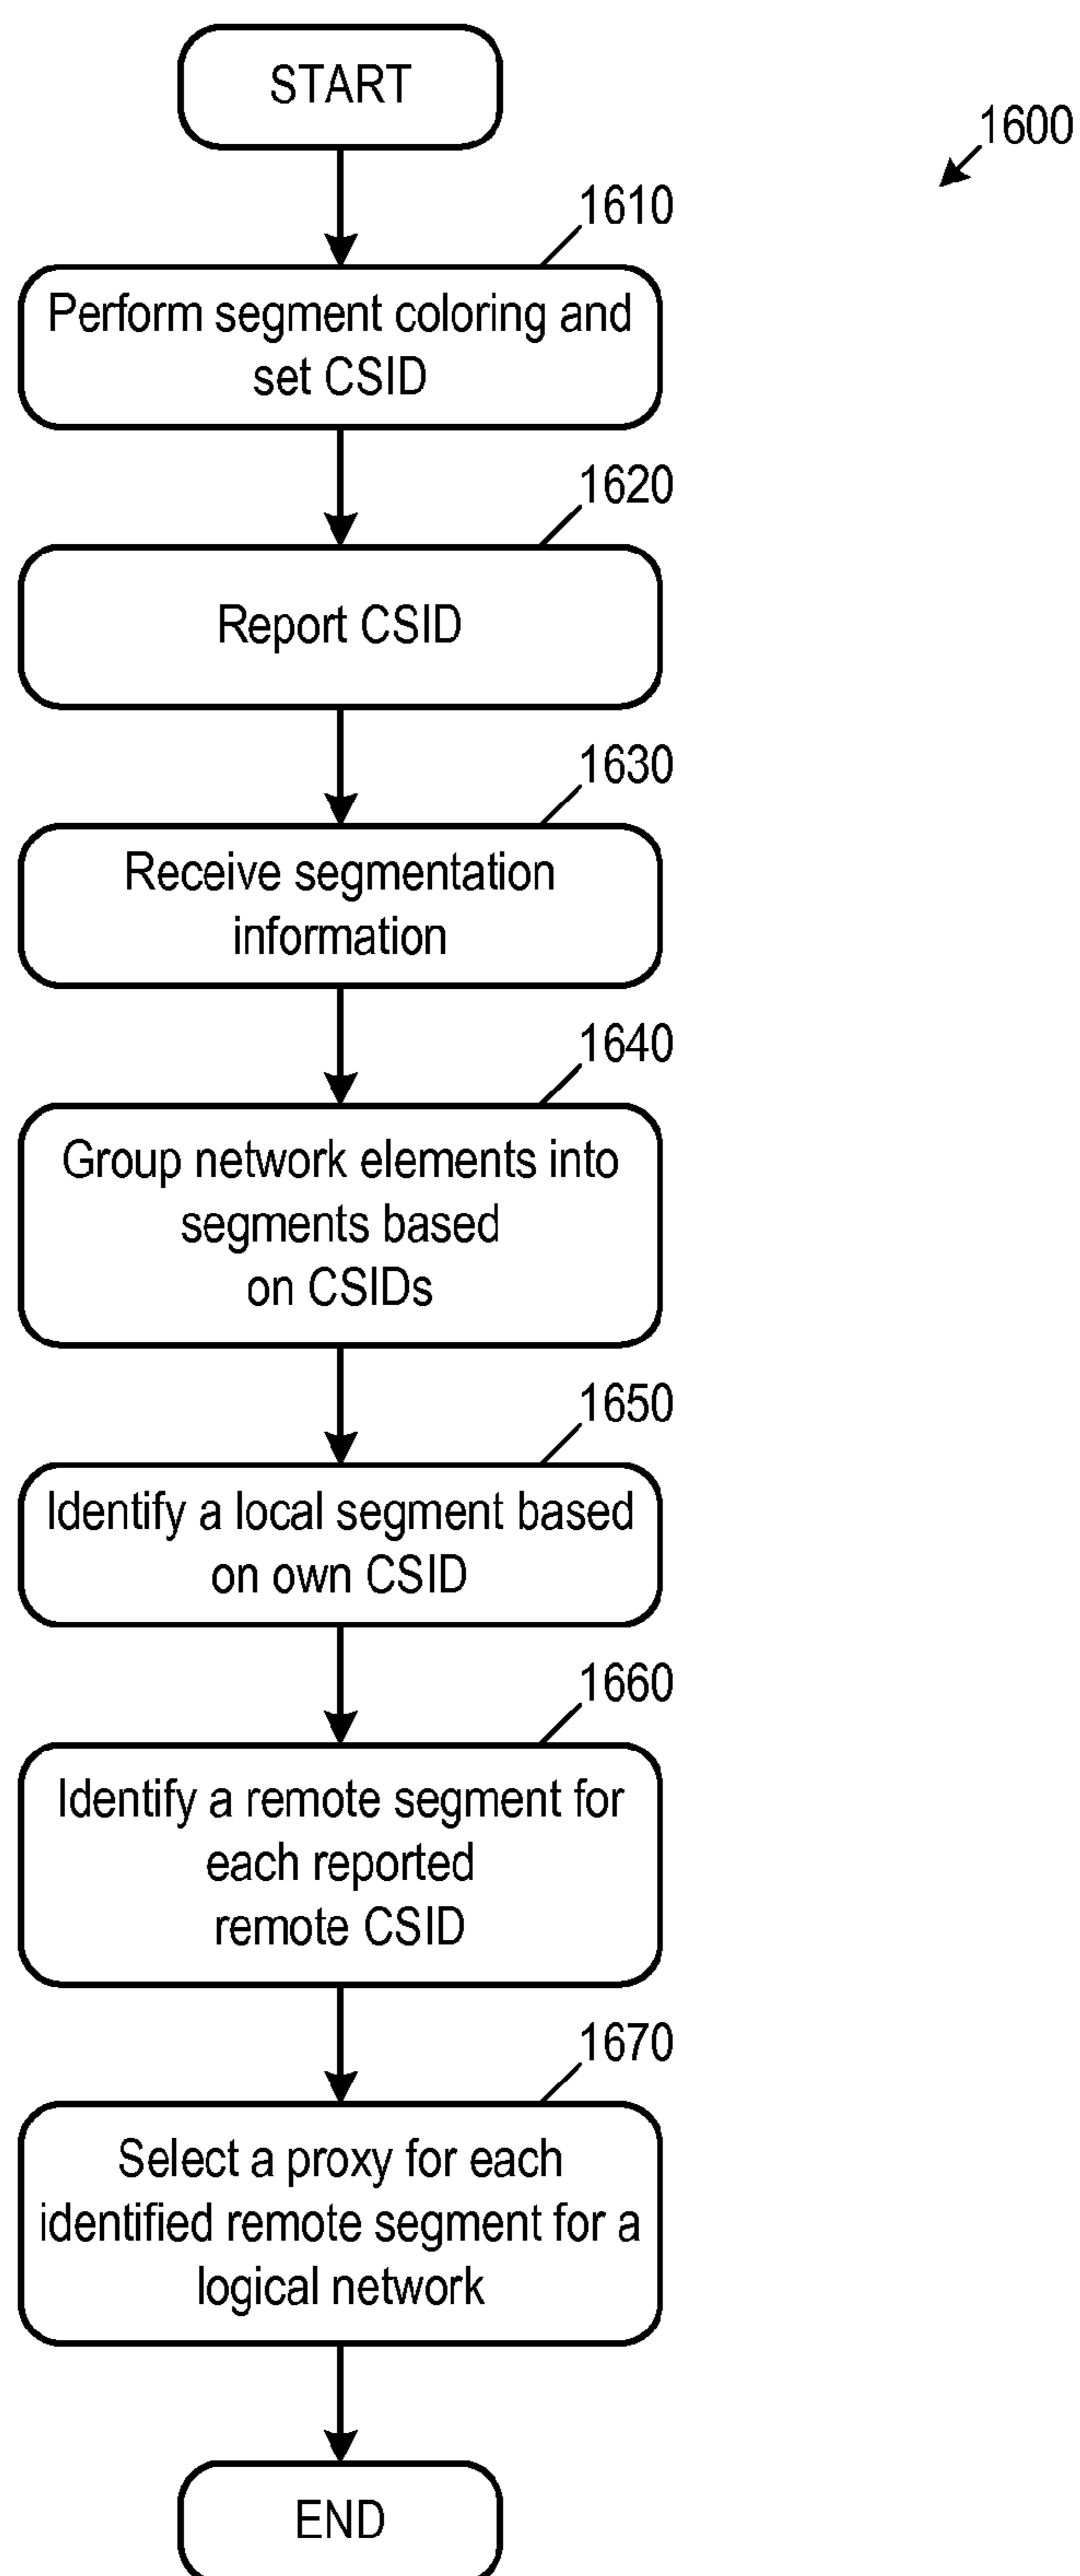 START
1600
1610
Perform segment coloring and
set CSID
1620
Report CSID
1630
Receive segmentation
information
1640
Group network elements into
segments based
on CSIDs
1650
Identify a local segment based
on own CSID
1660
Identify a remote segment for
each reported
remote CSID
1670
Select a proxy for each
identified remote segment for a
logical network
END